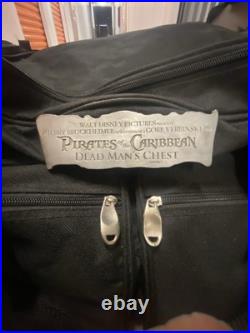 WALT DISNEY PICTURES
JERRY BRUCKHEIMER GORE VERBINSKI
PIRATES of the CARIBBEAN
DEAD MAN'S CHEST